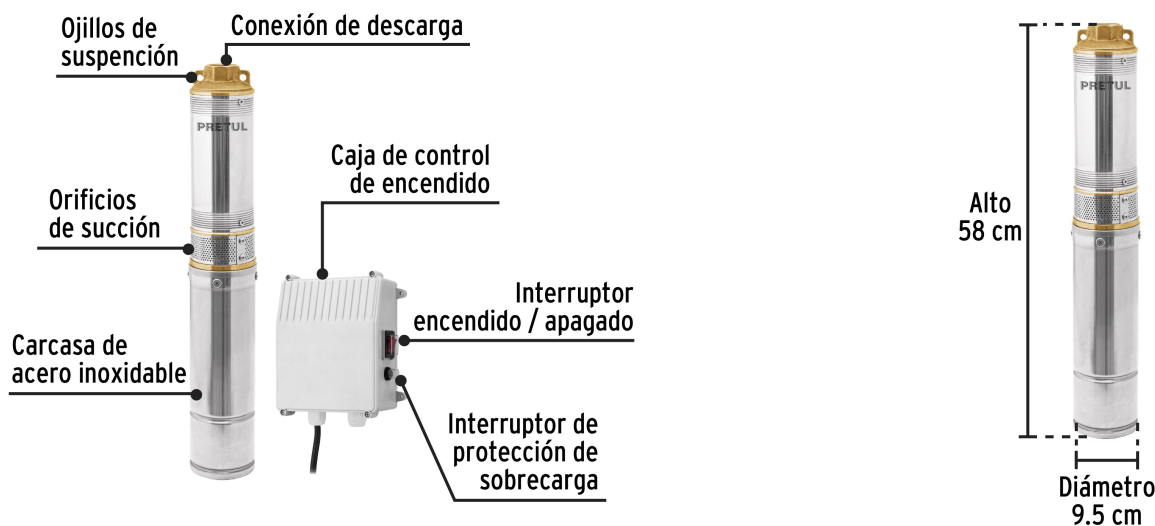 Ojillos de
suspención
Conexión de descarga
PRETUL
Caja de control
de encendido
Orificios
de succión
Interruptor
encendido / apagado
Carcasa de
acero inoxidable
Interruptor de
protección de
sobrecarga
PRETUL
Alto
58 cm
Diámetro
9.5 cm